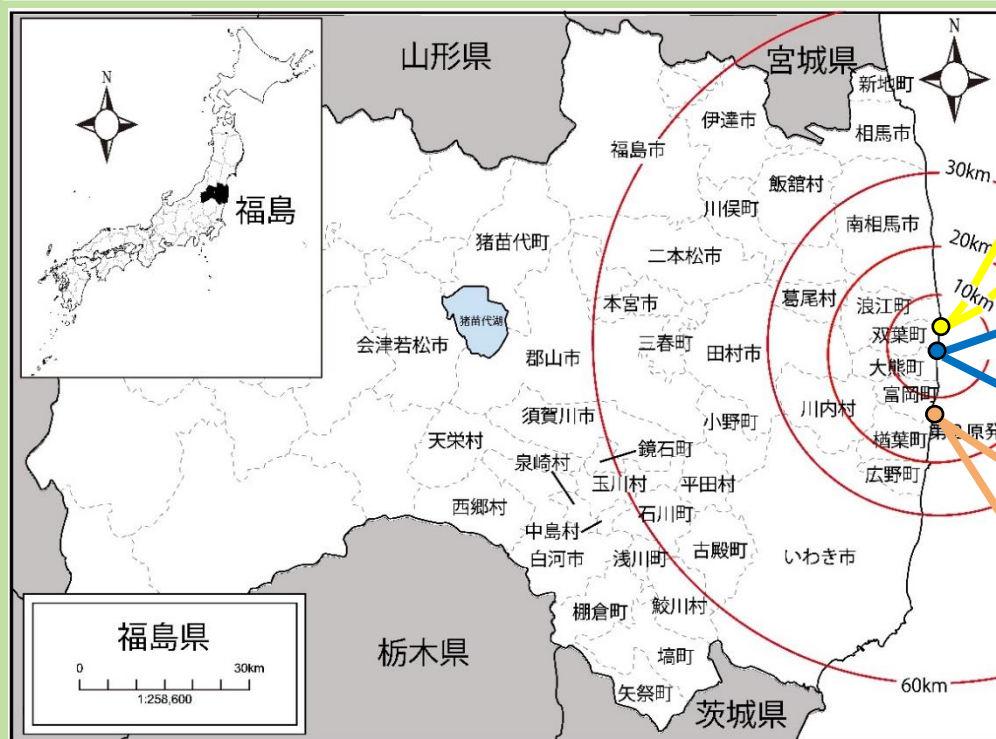 山形県
宮城県
N
N
新地町
伊達市
相馬市
福島市
30km
飯舘村
川俣町
福島
南相馬市
猪苗代町
二本松市
20km
10km
葛尾村
本宮市
浪江町
猪苗代湖
双葉町
会津若松市
三春町
田村市
郡山市
大熊町
富岡町
川内村
須賀川市
小野町
天栄村
鏡石町
楢葉町
原発
泉崎村
広野町
玉川村
平田村
西郷村
石川町
中島村
古殿町
白河市
浅川町
いわき市
棚倉町
鮫川村
福島県
栃木県
塙町
0
30km
60km
1:258,600
矢祭町
茨城県